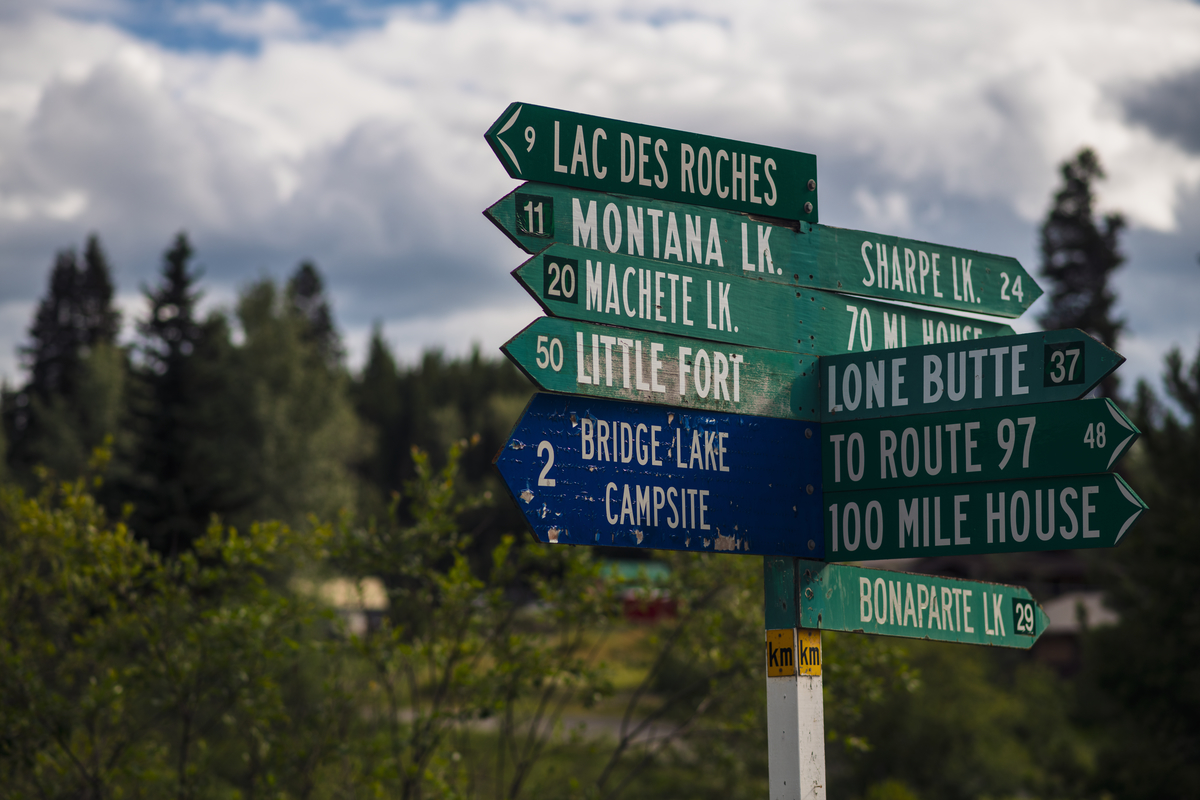 9 LAC DES ROCHES
11 MONTANA LK.
20 MACHETE LK.
50 LITTLE FORT
2 BRIDGE LAKE
CAMPSITE
SHARPE LK. 24
70 MI HOUSE
LONE BUTTE 37
TO ROUTE 97 48
100 MILE HOUSE
BONAPARTE LK 29
km km